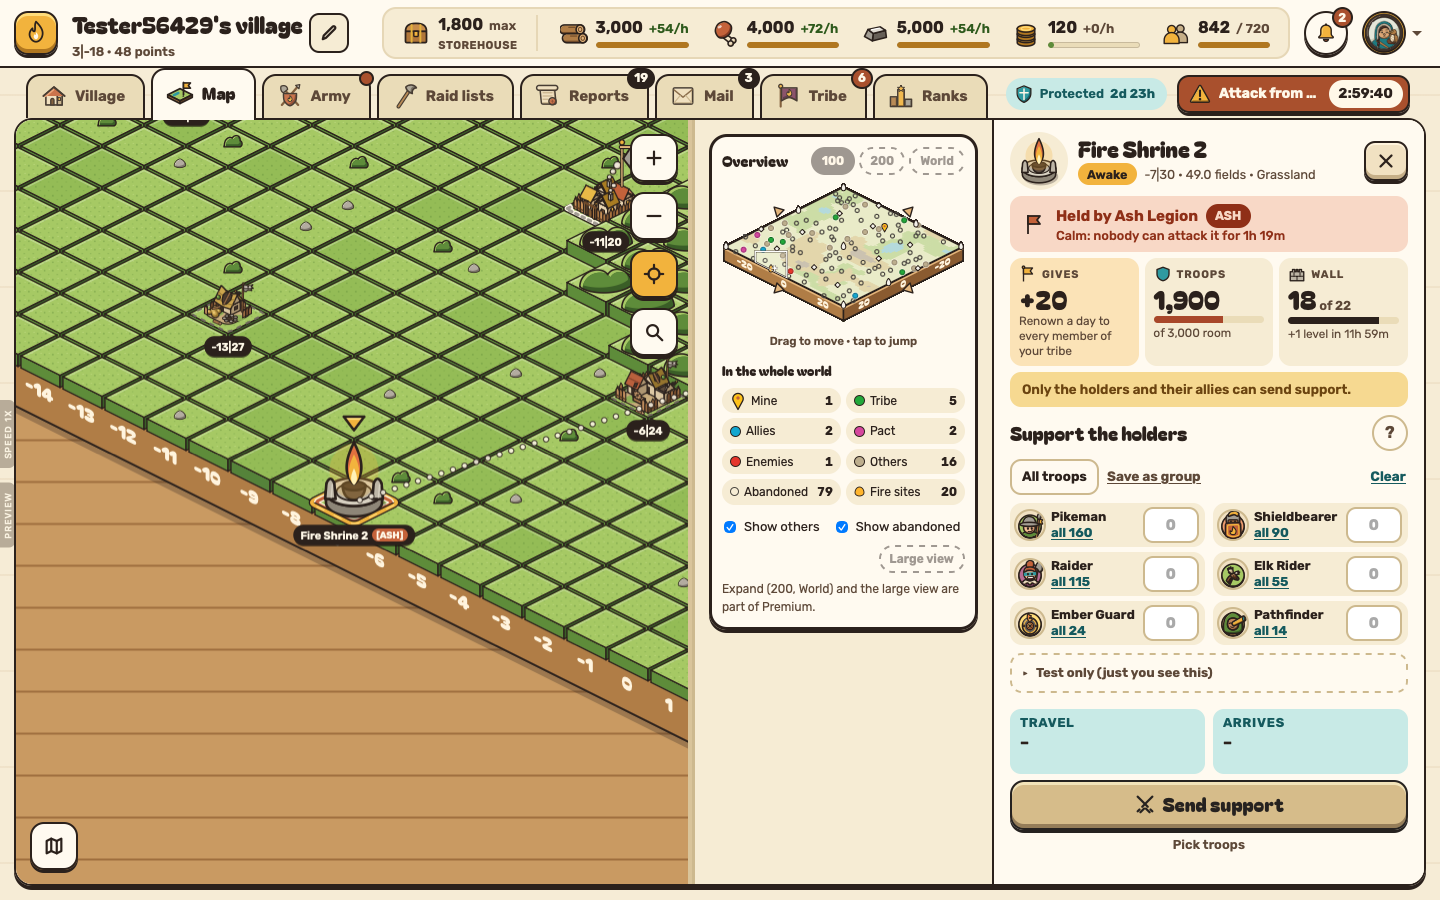 Tester56429's village
3|-18 • 48 points
1,800 max
STOREHOUSE
3,000 +54/h
4,000 +72/h
5,000 +54/h
120 +0/h
842 / 720
2
Village
Map
Army
Raid lists
Reports 19
Mail 3
Tribe 6
Ranks
Protected 2d 23h
Attack from ... 2:59:40
SPEED 1X
PREVIEW
-11|20
-13|27
-6|24
Fire Shrine 2 [ASH]
-14
-13
-12
-11
-10
-9
-8
-6
-5
-4
-3
-2
-1
0
1
Overview 100 200 World
-20
0
20
20
0
-20
Drag to move • tap to jump
In the whole world
Mine 1
Tribe 5
Allies 2
Pact 2
Enemies 1
Others 16
Abandoned 79
Fire sites 20
Show others
Show abandoned
Large view
Expand (200, World) and the large view are
part of Premium.
Fire Shrine 2
Awake -7|30 • 49.0 fields • Grassland
Held by Ash Legion ASH
Calm: nobody can attack it for 1h 19m
GIVES
+20
Renown a day to
every member of
your tribe
TROOPS
1,900
of 3,000 room
WALL
18 of 22
+1 level in 11h 59m
Only the holders and their allies can send support.
Support the holders ?
All troops
Save as group
Clear
Pikeman
all 160
0
Shieldbearer
all 90
0
Raider
all 115
0
Elk Rider
all 55
0
Ember Guard
all 24
0
Pathfinder
all 14
0
Test only (just you see this)
TRAVEL
–
ARRIVES
–
Send support
Pick troops